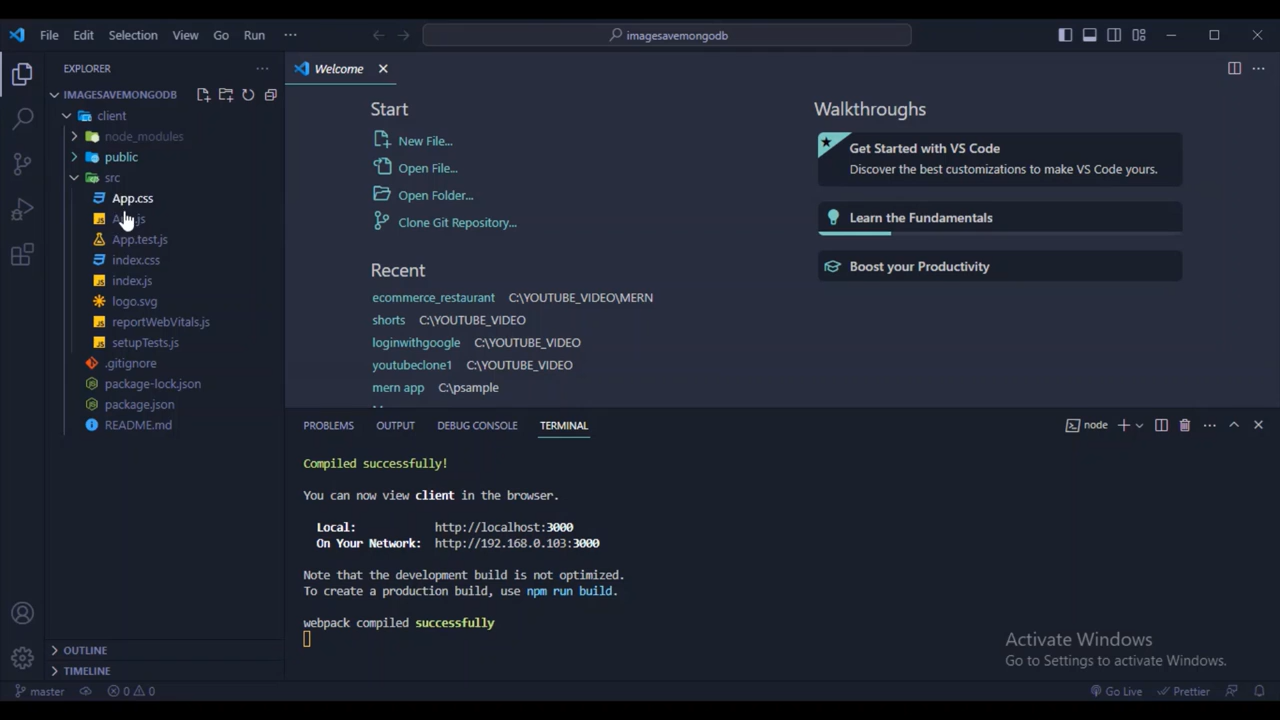 File Edit Selection View Go Run ···
imagesavemongodb
EXPLORER
IMAGESAVEMONGODB
client
node_modules
public
src
App.css
App.test.js
index.css
index.js
logo.svg
reportWebVitals.js
setupTests.js
.gitignore
package-lock.json
package.json
README.md
OUTLINE
TIMELINE
Welcome
Start
New File...
Open File...
Open Folder...
Clone Git Repository...
Recent
ecommerce_restaurant C:\YOUTUBE_VIDEO\MERN
shorts C:\YOUTUBE_VIDEO
loginwithgoogle C:\YOUTUBE_VIDEO
youtubeclone1 C:\YOUTUBE_VIDEO
mern app C:\psample
Walkthroughs
Get Started with VS Code
Discover the best customizations to make VS Code yours.
Learn the Fundamentals
Boost your Productivity
PROBLEMS OUTPUT DEBUG CONSOLE TERMINAL
node
Compiled successfully!
You can now view client in the browser.
Local: http://localhost:3000
On Your Network: http://192.168.0.103:3000
Note that the development build is not optimized.
To create a production build, use npm run build.
webpack compiled successfully
Activate Windows
Go to Settings to activate Windows.
master 0 0
Go Live Prettier